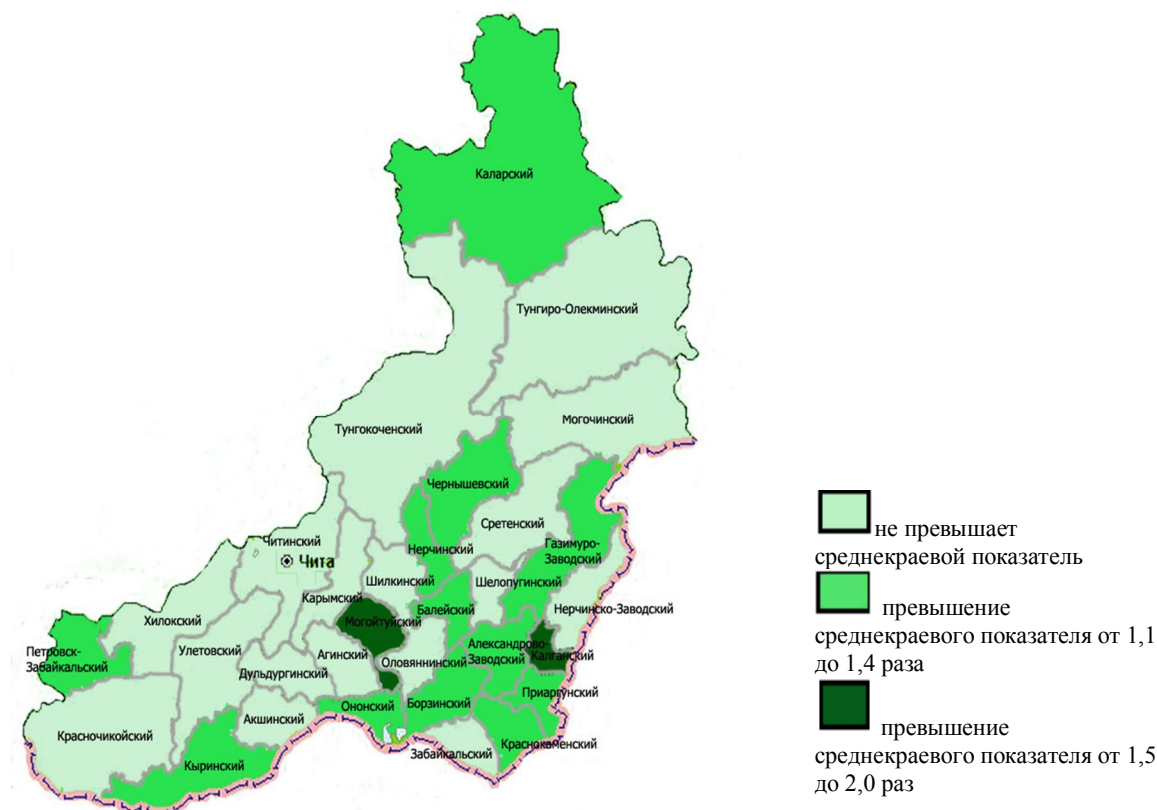 Каларский
Тунгиро-Олекминский
Могочинский
Тунгокоченский
Чернышевский
Сретенский
Читинский
Чита
Нерчинский
Газимуро-
Заводский
Шилкинский
Шелопугинский
Карымский
Балейский
Нерчинско-Заводский
Хилокский
Могойтуйский
Петровск-
Забайкальский
Улетовский
Александрово-
Заводский
Калганский
Агинский
Оловяннинский
Дульдургинский
Приаргунский
Ононский
Борзинский
Акшинский
Красночикойский
Краснокаменский
Забайкальский
Кыринский
не превышает
среднекраевой показатель
превышение
среднекраевого показателя от 1,1
до 1,4 раза
превышение
среднекраевого показателя от 1,5
до 2,0 раз